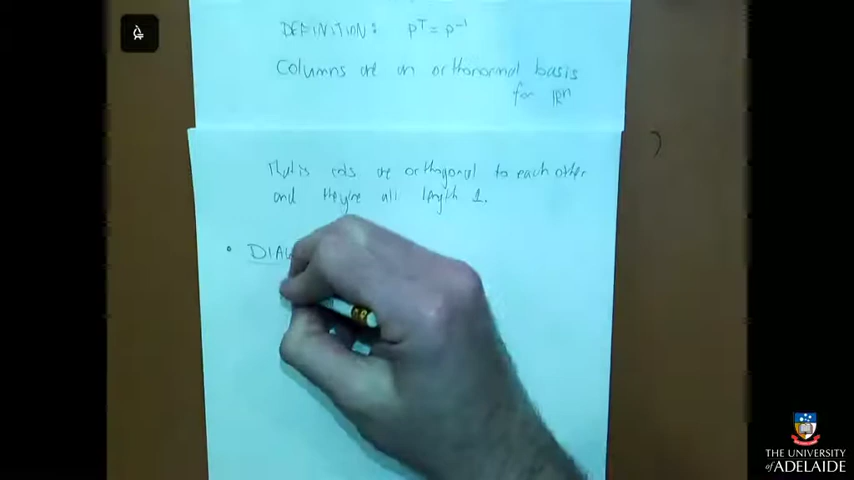 DEFINITION: Pᵀ = P⁻¹
Columns are an orthonormal basis
for ℝⁿ
That is cols are orthogonal to each other
and they're all length 1.
• DIAG
THE UNIVERSITY
of ADELAIDE